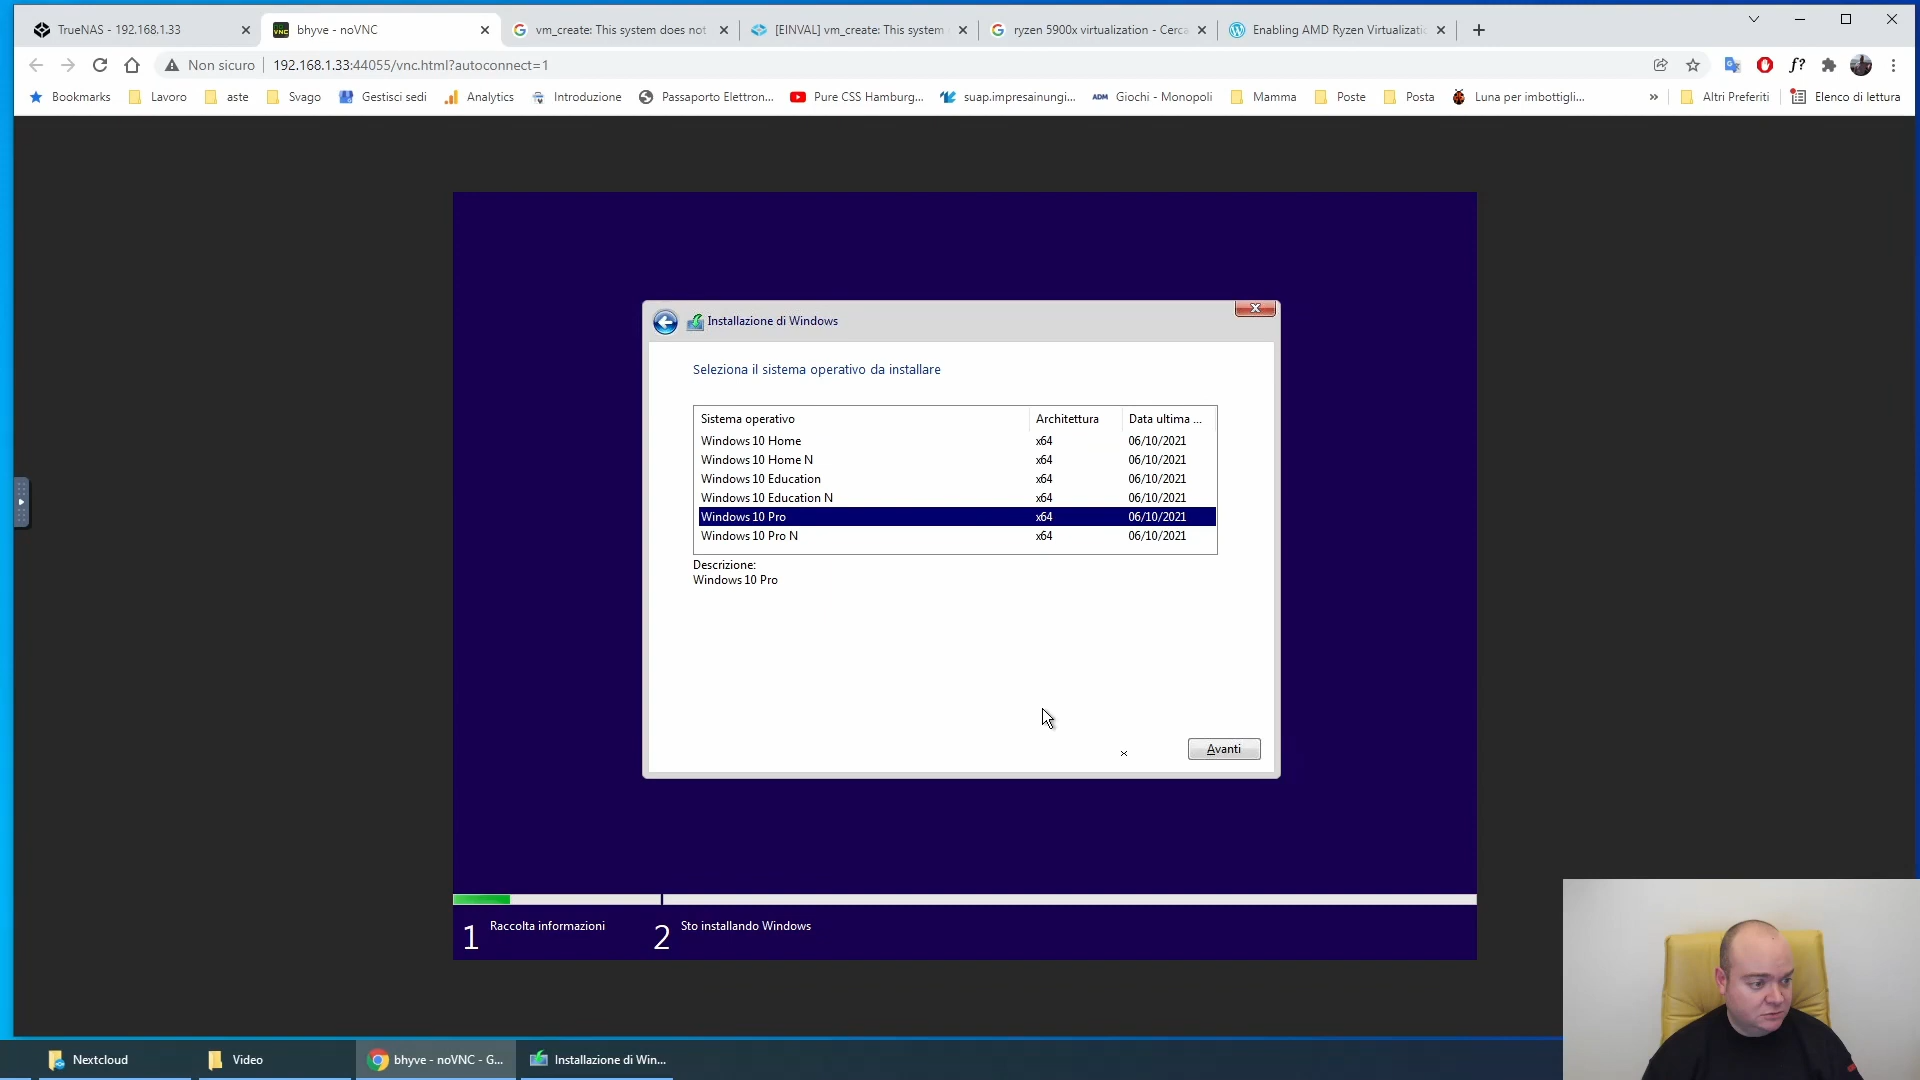 TrueNAS - 192.168.1.33
bhyve - noVNC
vm_create: This system does not
[EINVAL] vm_create: This system
ryzen 5900x virtualization - Cerca
Enabling AMD Ryzen Virtualizati
Non sicuro
192.168.1.33:44055/vnc.html?autoconnect=1
f?
Bookmarks
Lavoro
aste
Svago
Gestisci sedi
Analytics
Introduzione
Passaporto Elettron...
Pure CSS Hamburg...
suap.impresainungi...
ADM
Giochi - Monopoli
Mamma
Poste
Posta
Luna per imbottigli...
»
Altri Preferiti
Elenco di lettura
Installazione di Windows
Seleziona il sistema operativo da installare
Sistema operativo Architettura Data ultima ...
Windows 10 Home x64 06/10/2021
Windows 10 Home N x64 06/10/2021
Windows 10 Education x64 06/10/2021
Windows 10 Education N x64 06/10/2021
Windows 10 Pro x64 06/10/2021
Windows 10 Pro N x64 06/10/2021
Descrizione:
Windows 10 Pro
Avanti
1 Raccolta informazioni
2 Sto installando Windows
Nextcloud
Video
bhyve - noVNC - G...
Installazione di Win...